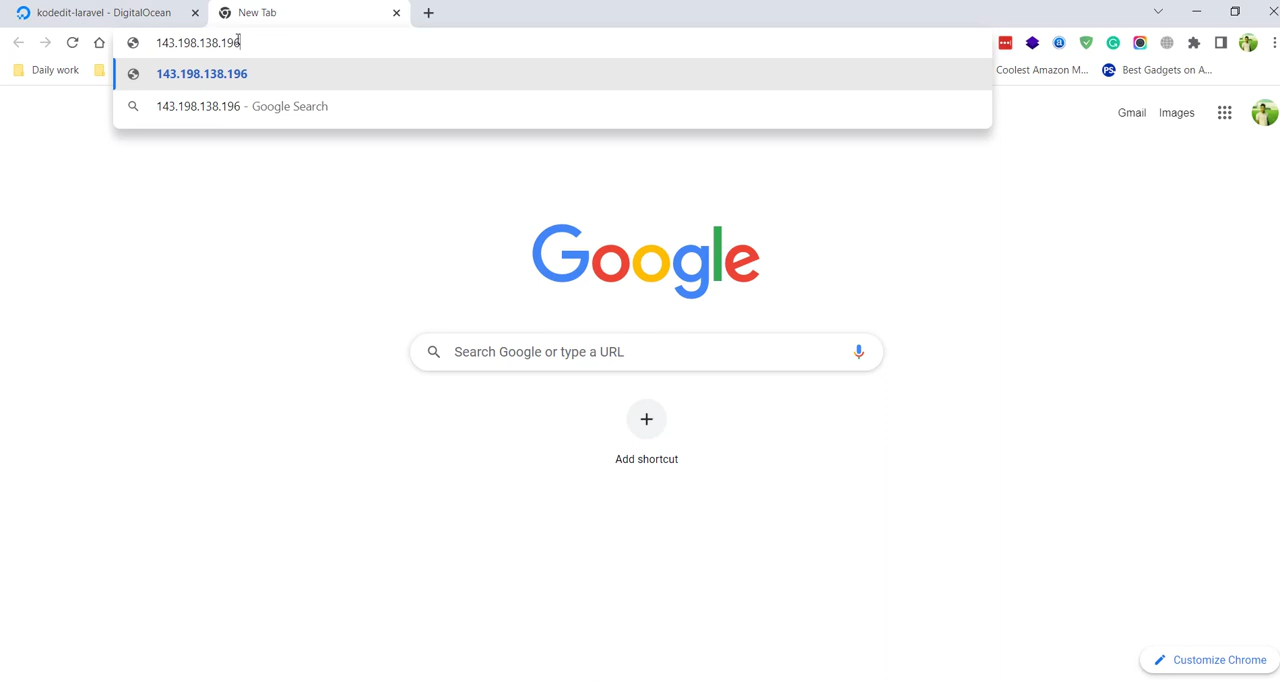 kodedit-laravel - DigitalOcean
New Tab
143.198.138.196
Daily work
143.198.138.196
143.198.138.196 - Google Search
Coolest Amazon M...
Best Gadgets on A...
Gmail
Images
Google
Search Google or type a URL
Add shortcut
Customize Chrome